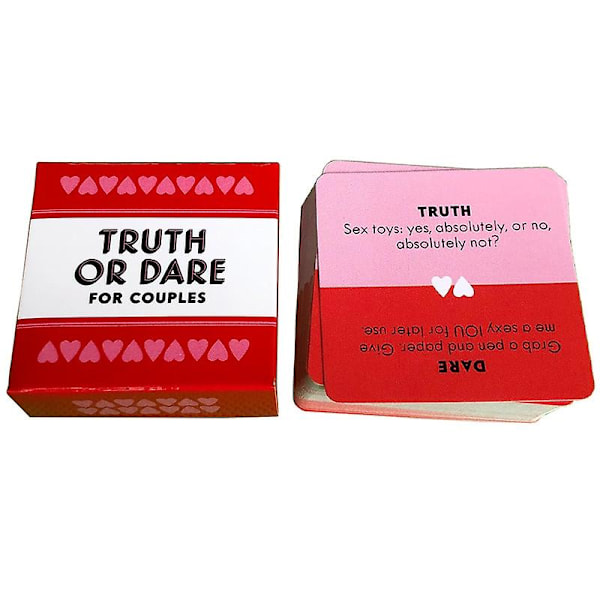 TRUTH
OR DARE
FOR COUPLES
TRUTH
Sex toys: yes, absolutely, or no,
absolutely not?
DARE
Grab a pen and paper. Give
me a sexy IOU for later use.